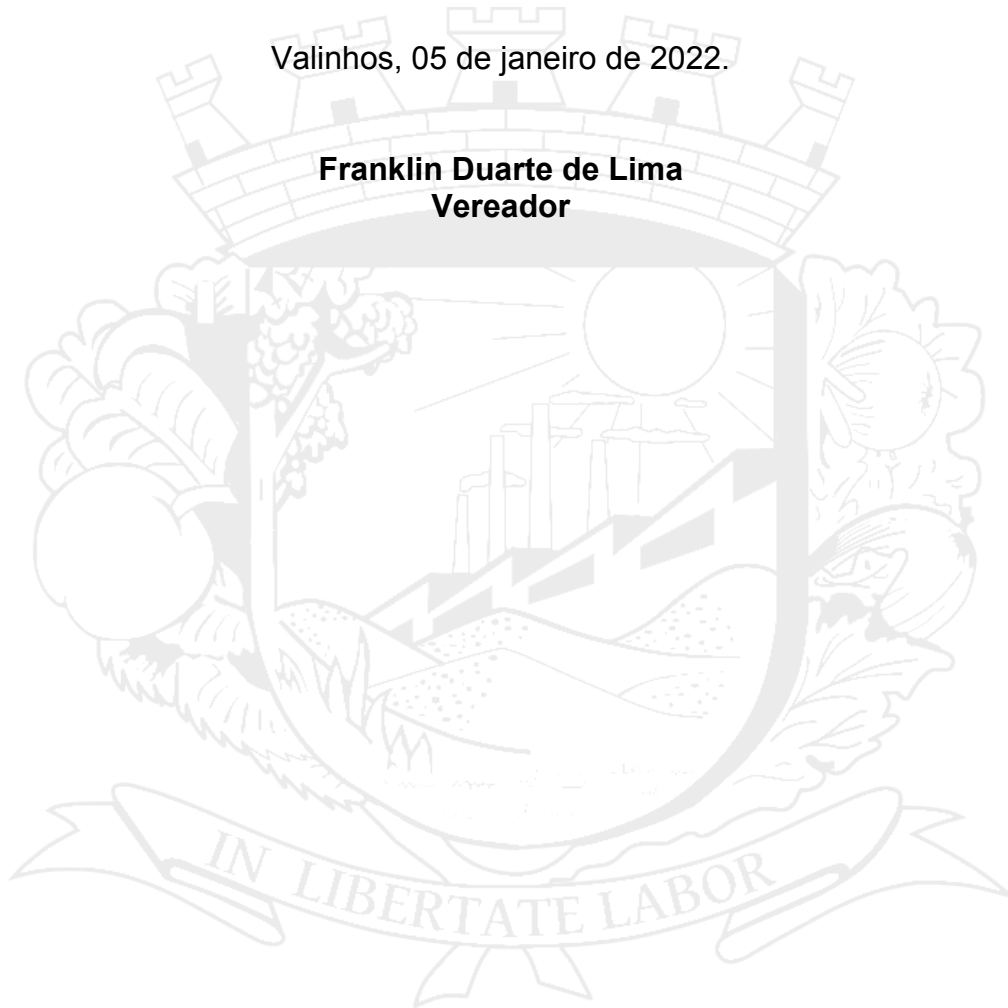 Valinhos, 05 de janeiro de 2022.
Franklin Duarte de Lima
Vereador
IN LIBERTATE LABOR